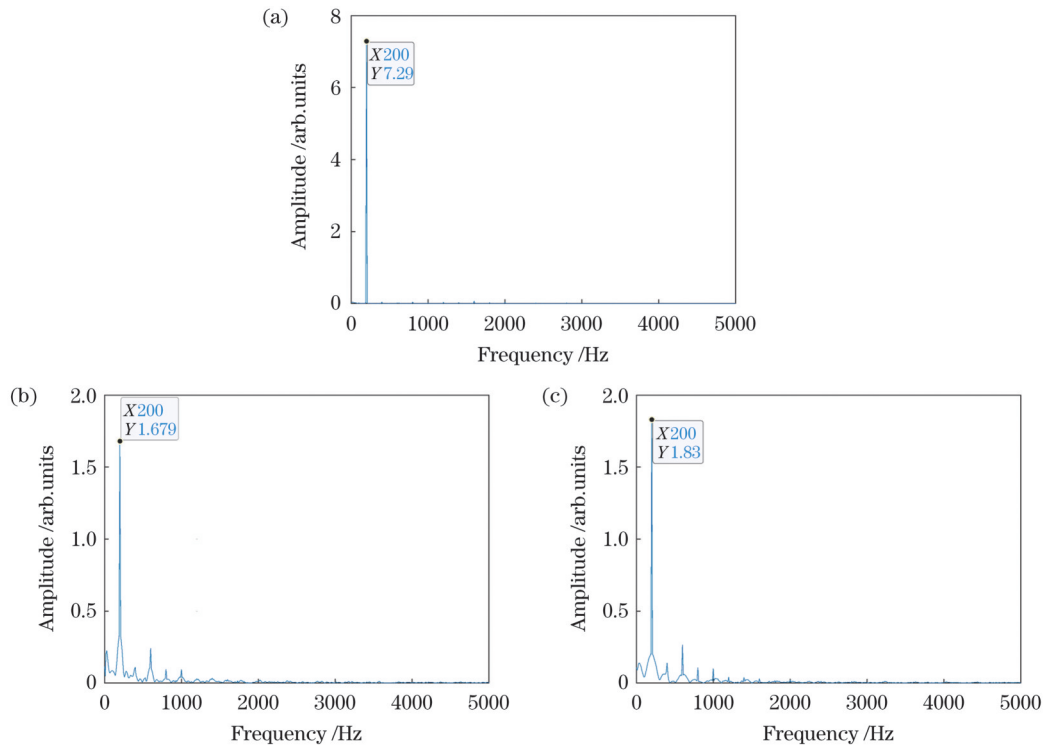 (a)
8
6
4
2
0
Amplitude /arb.units
X 200
Y 7.29
0 1000 2000 3000 4000 5000
Frequency /Hz
(b)
2.0
1.5
1.0
0.5
0
Amplitude /arb.units
X 200
Y 1.679
0 1000 2000 3000 4000 5000
Frequency /Hz
(c)
2.0
1.5
1.0
0.5
0
Amplitude /arb.units
X 200
Y 1.83
0 1000 2000 3000 4000 5000
Frequency /Hz